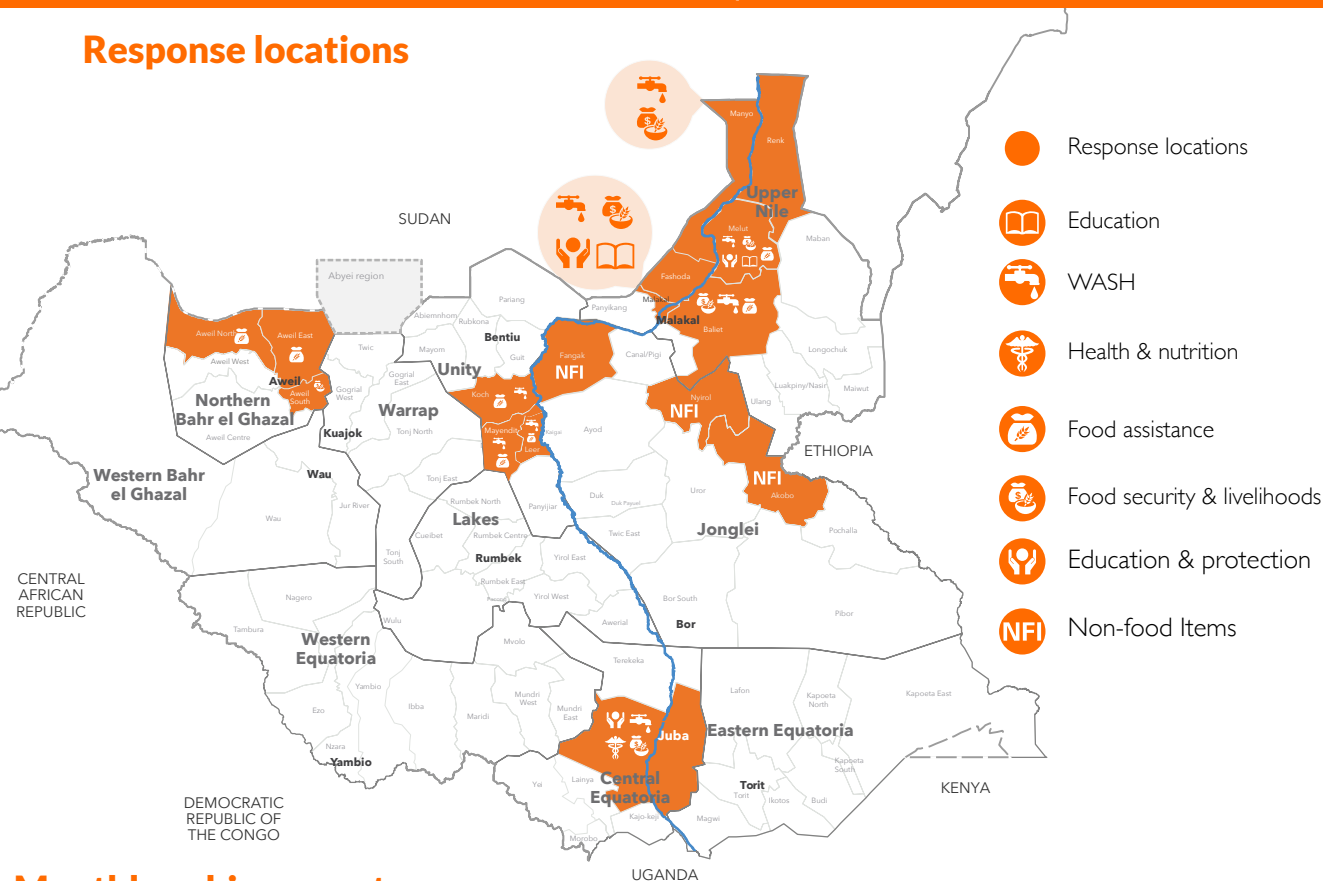 Response locations
Response locations
Education
WASH
Health & nutrition
Food assistance
Food security & livelihoods
Education & protection
NFI
Non-food Items
SUDAN
Abyei region
Manyo
Renk
Upper
Nile
Melut
Maban
Fashoda
Malakal
Malakal
Baliet
Panyikang
Pariang
Abiemnhom
Rubkona
Bentiu
Mayom
Guit
Unity
Fangak
NFI
Canal/Pigi
Longochuk
Luakpiny/Nasir
Maiwut
Ulang
Nyirol
NFI
ETHIOPIA
NFI
Akobo
Aweil North
Aweil East
Aweil West
Aweil
Aweil
South
Northern
Bahr el Ghazal
Aweil Centre
Twic
Gogrial
East
Gogrial
West
Warrap
Kuajok
Tonj North
Koch
Mayendit
Leer
Ayod
Western Bahr
el Ghazal
Wau
Wau
Jur River
Tonj East
Tonj
South
Rumbek North
Lakes
Cueibet
Rumbek Centre
Rumbek
Rumbek East
Wulu
Panyijiar
Yirol East
Yirol West
Awerial
Duk
Duk Payuel
Uror
Twic East
Jonglei
Pochalla
Pibor
Bor South
Bor
CENTRAL
AFRICAN
REPUBLIC
Nagero
Tambura
Western
Equatoria
Yambio
Ezo
Nzara
Yambio
Ibba
Maridi
Mvolo
Mundri
West
Mundri
East
Terekeka
Juba
Central
Equatoria
Lainya
Yei
Kajo-keji
Morobo
Lafon
Kapoeta
North
Kapoeta East
Eastern Equatoria
Kapoeta
South
Torit
Torit
Ikotos
Budi
Magwi
DEMOCRATIC
REPUBLIC OF
THE CONGO
KENYA
UGANDA